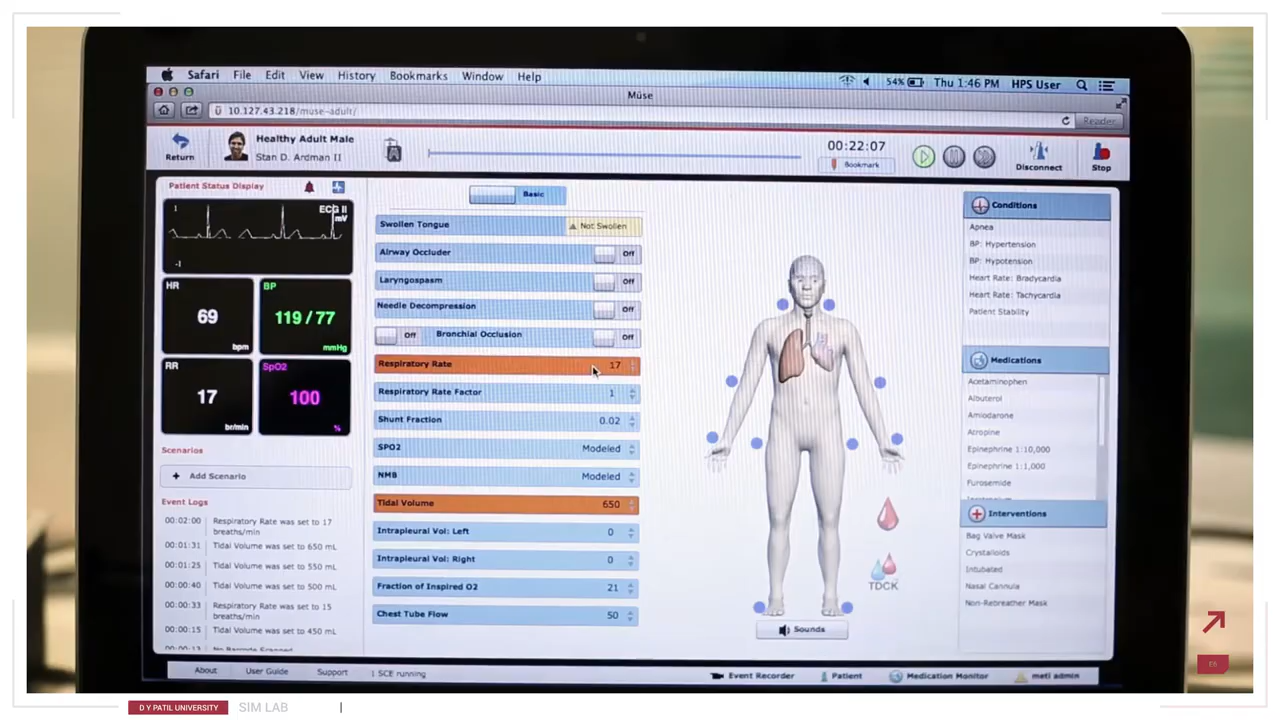 Safari File Edit View History Bookmarks Window Help
54% Thu 1:46 PM HPS User
Müse
10.127.43.218/muse-adult/
Reader
Return
Healthy Adult Male
Stan D. Ardman II
00:22:07
Bookmark
Disconnect
Stop
Patient Status Display
1
ECG II
mV
-1
HR
69
bpm
BP
119 / 77
mmHg
RR
17
br/min
SpO2
100
%
Scenarios
+ Add Scenario
Event Logs
00:02:00 Respiratory Rate was set to 17
breaths/min
00:01:31 Tidal Volume was set to 650 mL
00:01:25 Tidal Volume was set to 550 mL
00:00:40 Tidal Volume was set to 500 mL
00:00:33 Respiratory Rate was set to 15
breaths/min
00:00:15 Tidal Volume was set to 450 mL
Basic
Swollen Tongue Not Swollen
Airway Occluder Off
Laryngospasm Off
Needle Decompression Off
Off Bronchial Occlusion Off
Respiratory Rate 17
Respiratory Rate Factor 1
Shunt Fraction 0.02
SPO2 Modeled
NMB Modeled
Tidal Volume 650
Intrapleural Vol: Left 0
Intrapleural Vol: Right 0
Fraction of Inspired O2 21
Chest Tube Flow 50
TDCK
Sounds
Conditions
Apnea
BP: Hypertension
BP: Hypotension
Heart Rate: Bradycardia
Heart Rate: Tachycardia
Patient Stability
Medications
Acetaminophen
Albuterol
Amiodarone
Atropine
Epinephrine 1:10,000
Epinephrine 1:1,000
Furosemide
Interventions
Bag Valve Mask
Crystalloids
Intubated
Nasal Cannula
Non-Rebreather Mask
About User Guide Support 1 SCE running
Event Recorder Patient Medication Monitor meti admin
D Y PATIL UNIVERSITY SIM LAB